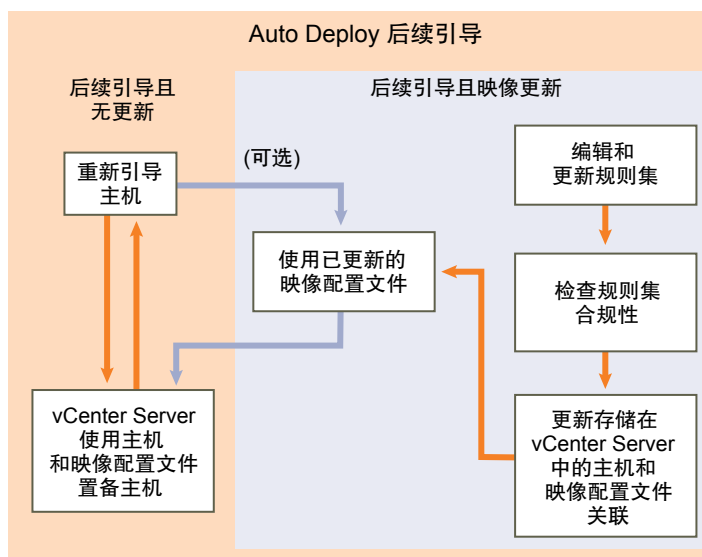 Auto Deploy 后续引导
后续引导且
无更新
后续引导且映像更新
重新引导
主机
(可选)
编辑和
更新规则集
使用已更新的
映像配置文件
检查规则集
合规性
vCenter Server
使用主机
和映像配置文件
置备主机
更新存储在
vCenter Server
中的主机和
映像配置文件
关联